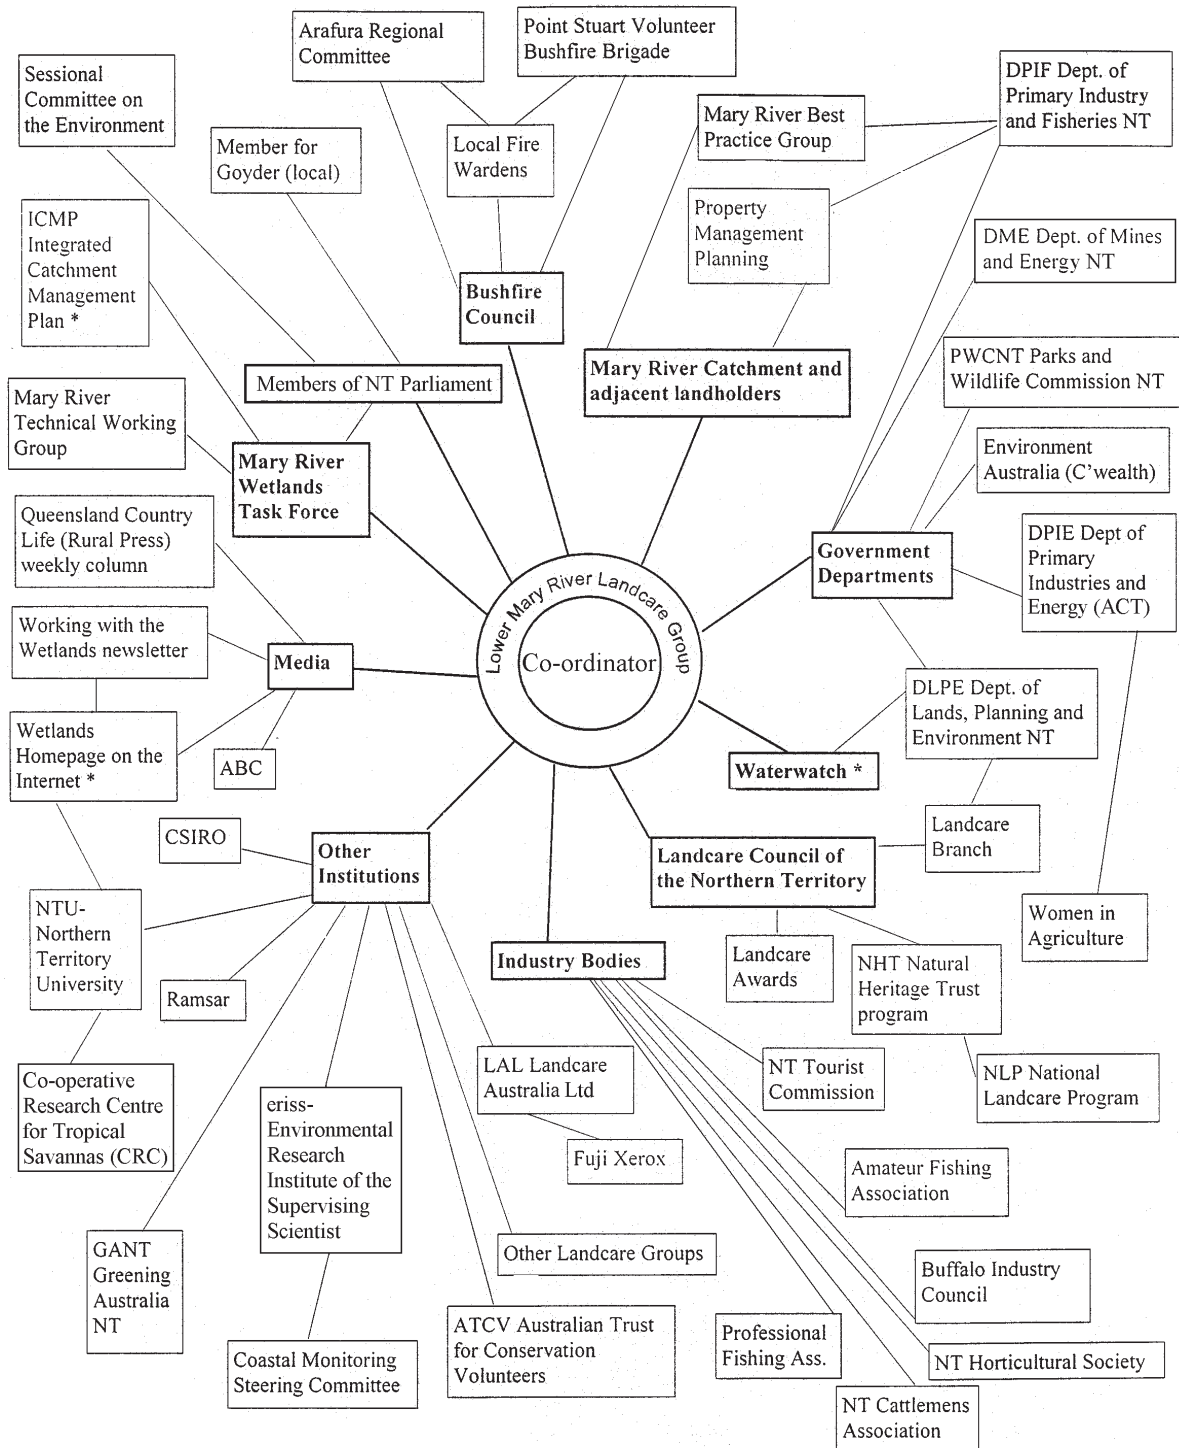 Arafura Regional
Committee
Point Stuart Volunteer
Bushfire Brigade
Sessional
Committee on
the Environment
DPIF Dept. of
Primary Industry
and Fisheries NT
Mary River Best
Practice Group
Member for
Goyder (local)
Local Fire
Wardens
ICMP
Integrated
Catchment
Management
Plan *
Property
Management
Planning
DME Dept. of Mines
and Energy NT
Bushfire
Council
PWCNT Parks and
Wildlife Commission NT
Mary River Catchment and
adjacent landholders
Members of NT Parliament
Mary River
Technical Working
Group
Mary River
Wetlands
Task Force
Environment
Australia (C'wealth)
Queensland Country
Life (Rural Press)
weekly column
Government
Departments
DPIE Dept of
Primary
Industries and
Energy (ACT)
Lower Mary River Landcare Group
Co-ordinator
Working with the
Wetlands newsletter
Media
DLPE Dept. of
Lands, Planning and
Environment NT
Wetlands
Homepage on the
Internet *
ABC
Waterwatch *
CSIRO
Other
Institutions
Landcare Council of
the Northern Territory
Landcare
Branch
NTU-
Northern
Territory
University
Ramsar
Industry Bodies
Landcare
Awards
NHT Natural
Heritage Trust
program
Women in
Agriculture
Co-operative
Research Centre
for Tropical
Savannas (CRC)
eriss-
Environmental
Research
Institute of the
Supervising
Scientist
LAL Landcare
Australia Ltd
NT Tourist
Commission
NLP National
Landcare Program
Fuji Xerox
Amateur Fishing
Association
GANT
Greening
Australia
NT
Other Landcare Groups
Buffalo Industry
Council
Coastal Monitoring
Steering Committee
ATCV Australian Trust
for Conservation
Volunteers
Professional
Fishing Ass.
NT Horticultural Society
NT Cattlemens
Association